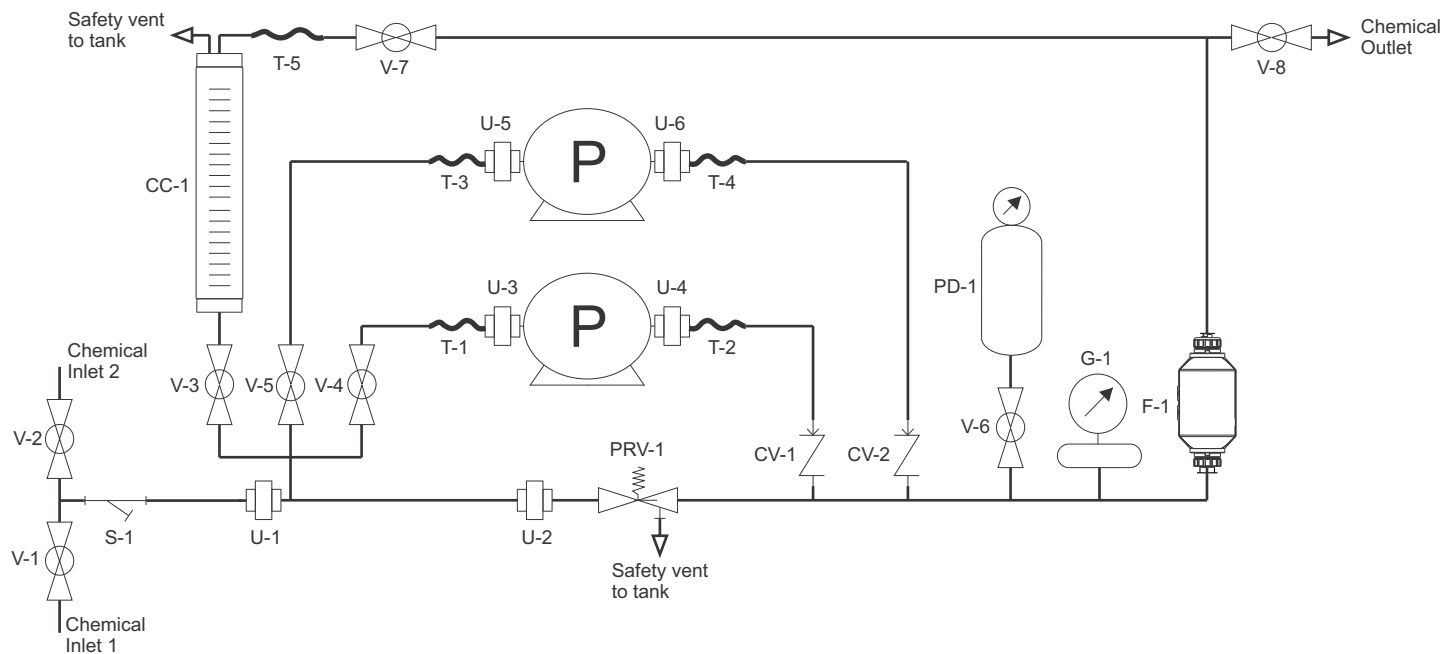 Safety vent
to tank
T-5
V-7
V-8
Chemical
Outlet
U-5
U-6
P
T-3
T-4
CC-1
U-3
U-4
P
T-1
T-2
PD-1
G-1
F-1
Chemical
Inlet 2
V-3
V-5
V-4
V-6
V-2
PRV-1
CV-1
CV-2
S-1
U-1
U-2
V-1
Safety vent
to tank
Chemical
Inlet 1